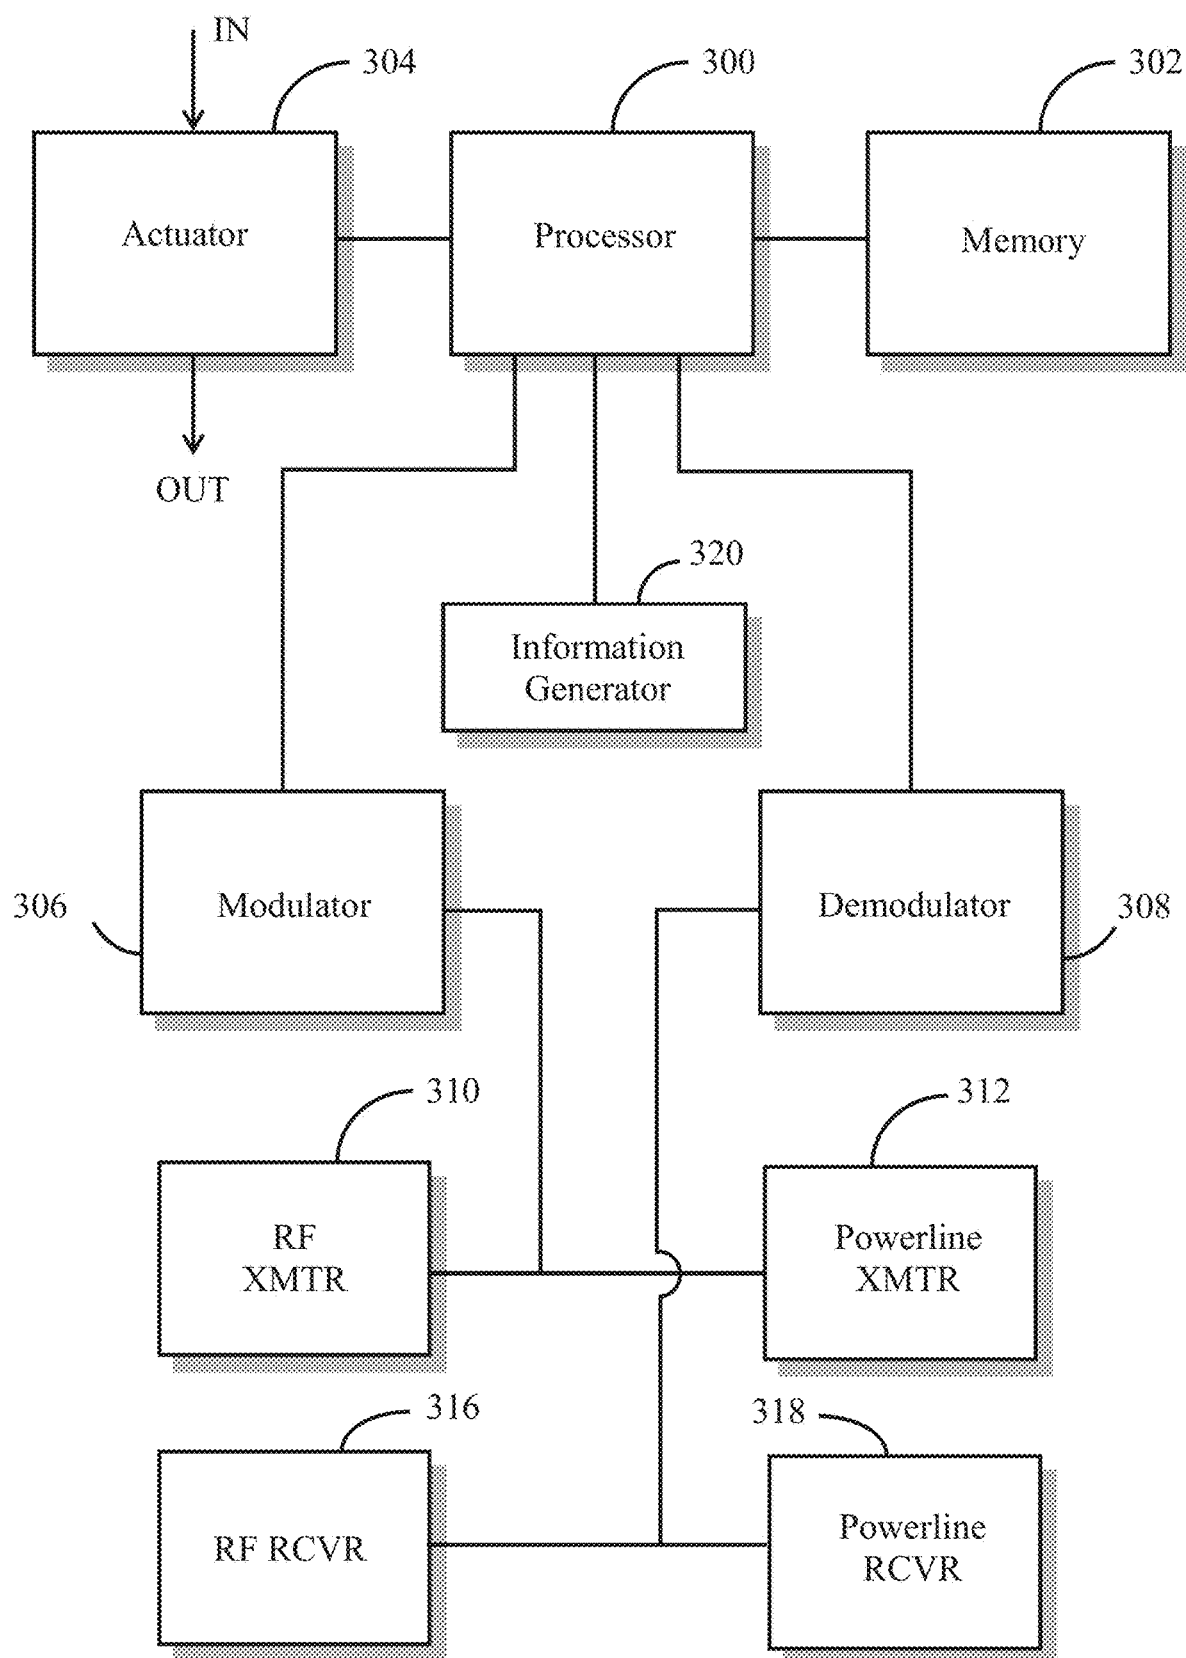 IN
304
300
302
Actuator
Processor
Memory
OUT
320
Information
Generator
306
Modulator
Demodulator
308
310
312
RF
XMTR
Powerline
XMTR
316
318
RF RCVR
Powerline
RCVR